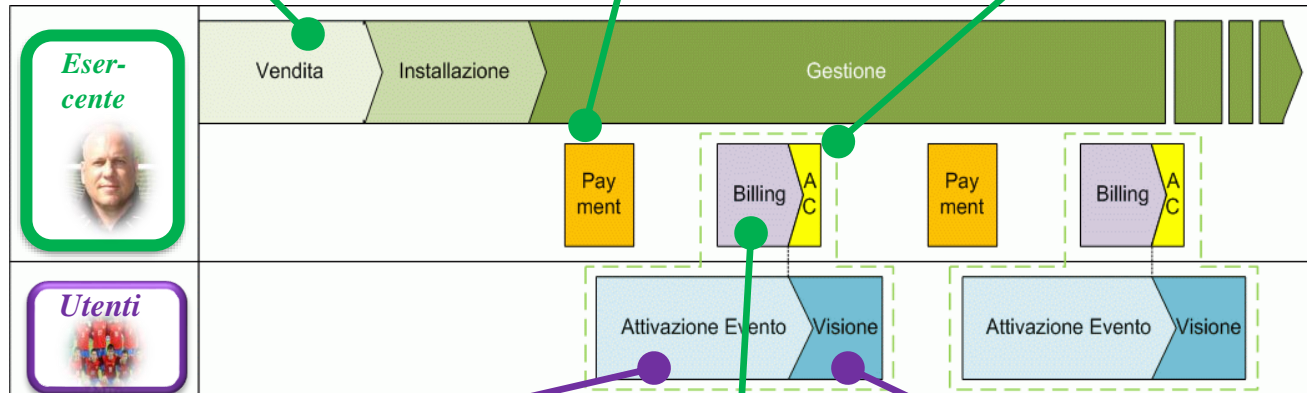 Eser-
cente
Vendita
Installazione
Gestione
Pay
ment
Billing
A
C
Pay
ment
Billing
A
C
Utenti
Attivazione Evento
Visione
Attivazione Evento
Visione